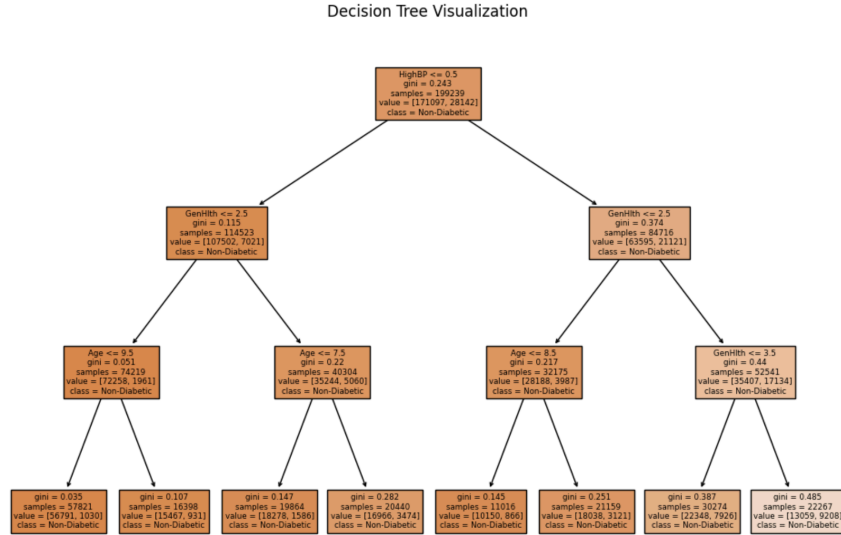 Decision Tree Visualization
HighBP <= 0.5
gini = 0.243
samples = 199239
value = [171097, 28142]
class = Non-Diabetic
GenHlth <= 2.5
gini = 0.115
samples = 114523
value = [107502, 7021]
class = Non-Diabetic
GenHlth <= 2.5
gini = 0.374
samples = 84716
value = [63595, 21121]
class = Non-Diabetic
Age <= 9.5
gini = 0.051
samples = 74219
value = [72258, 1961]
class = Non-Diabetic
Age <= 7.5
gini = 0.22
samples = 40304
value = [35244, 5060]
class = Non-Diabetic
Age <= 8.5
gini = 0.217
samples = 32175
value = [28188, 3987]
class = Non-Diabetic
GenHlth <= 3.5
gini = 0.44
samples = 52541
value = [35407, 17134]
class = Non-Diabetic
gini = 0.035
samples = 57821
value = [56791, 1030]
class = Non-Diabetic
gini = 0.107
samples = 16398
value = [15467, 931]
class = Non-Diabetic
gini = 0.147
samples = 19864
value = [18278, 1586]
class = Non-Diabetic
gini = 0.282
samples = 20440
value = [16966, 3474]
class = Non-Diabetic
gini = 0.145
samples = 11016
value = [10150, 866]
class = Non-Diabetic
gini = 0.251
samples = 21159
value = [18038, 3121]
class = Non-Diabetic
gini = 0.387
samples = 30274
value = [22348, 7926]
class = Non-Diabetic
gini = 0.485
samples = 22267
value = [13059, 9208]
class = Non-Diabetic